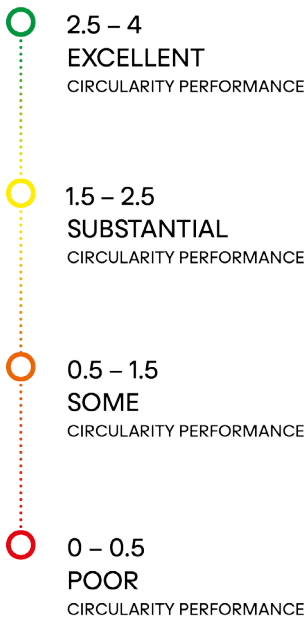 2.5 – 4
EXCELLENT
CIRCULARITY PERFORMANCE
1.5 – 2.5
SUBSTANTIAL
CIRCULARITY PERFORMANCE
0.5 – 1.5
SOME
CIRCULARITY PERFORMANCE
0 – 0.5
POOR
CIRCULARITY PERFORMANCE